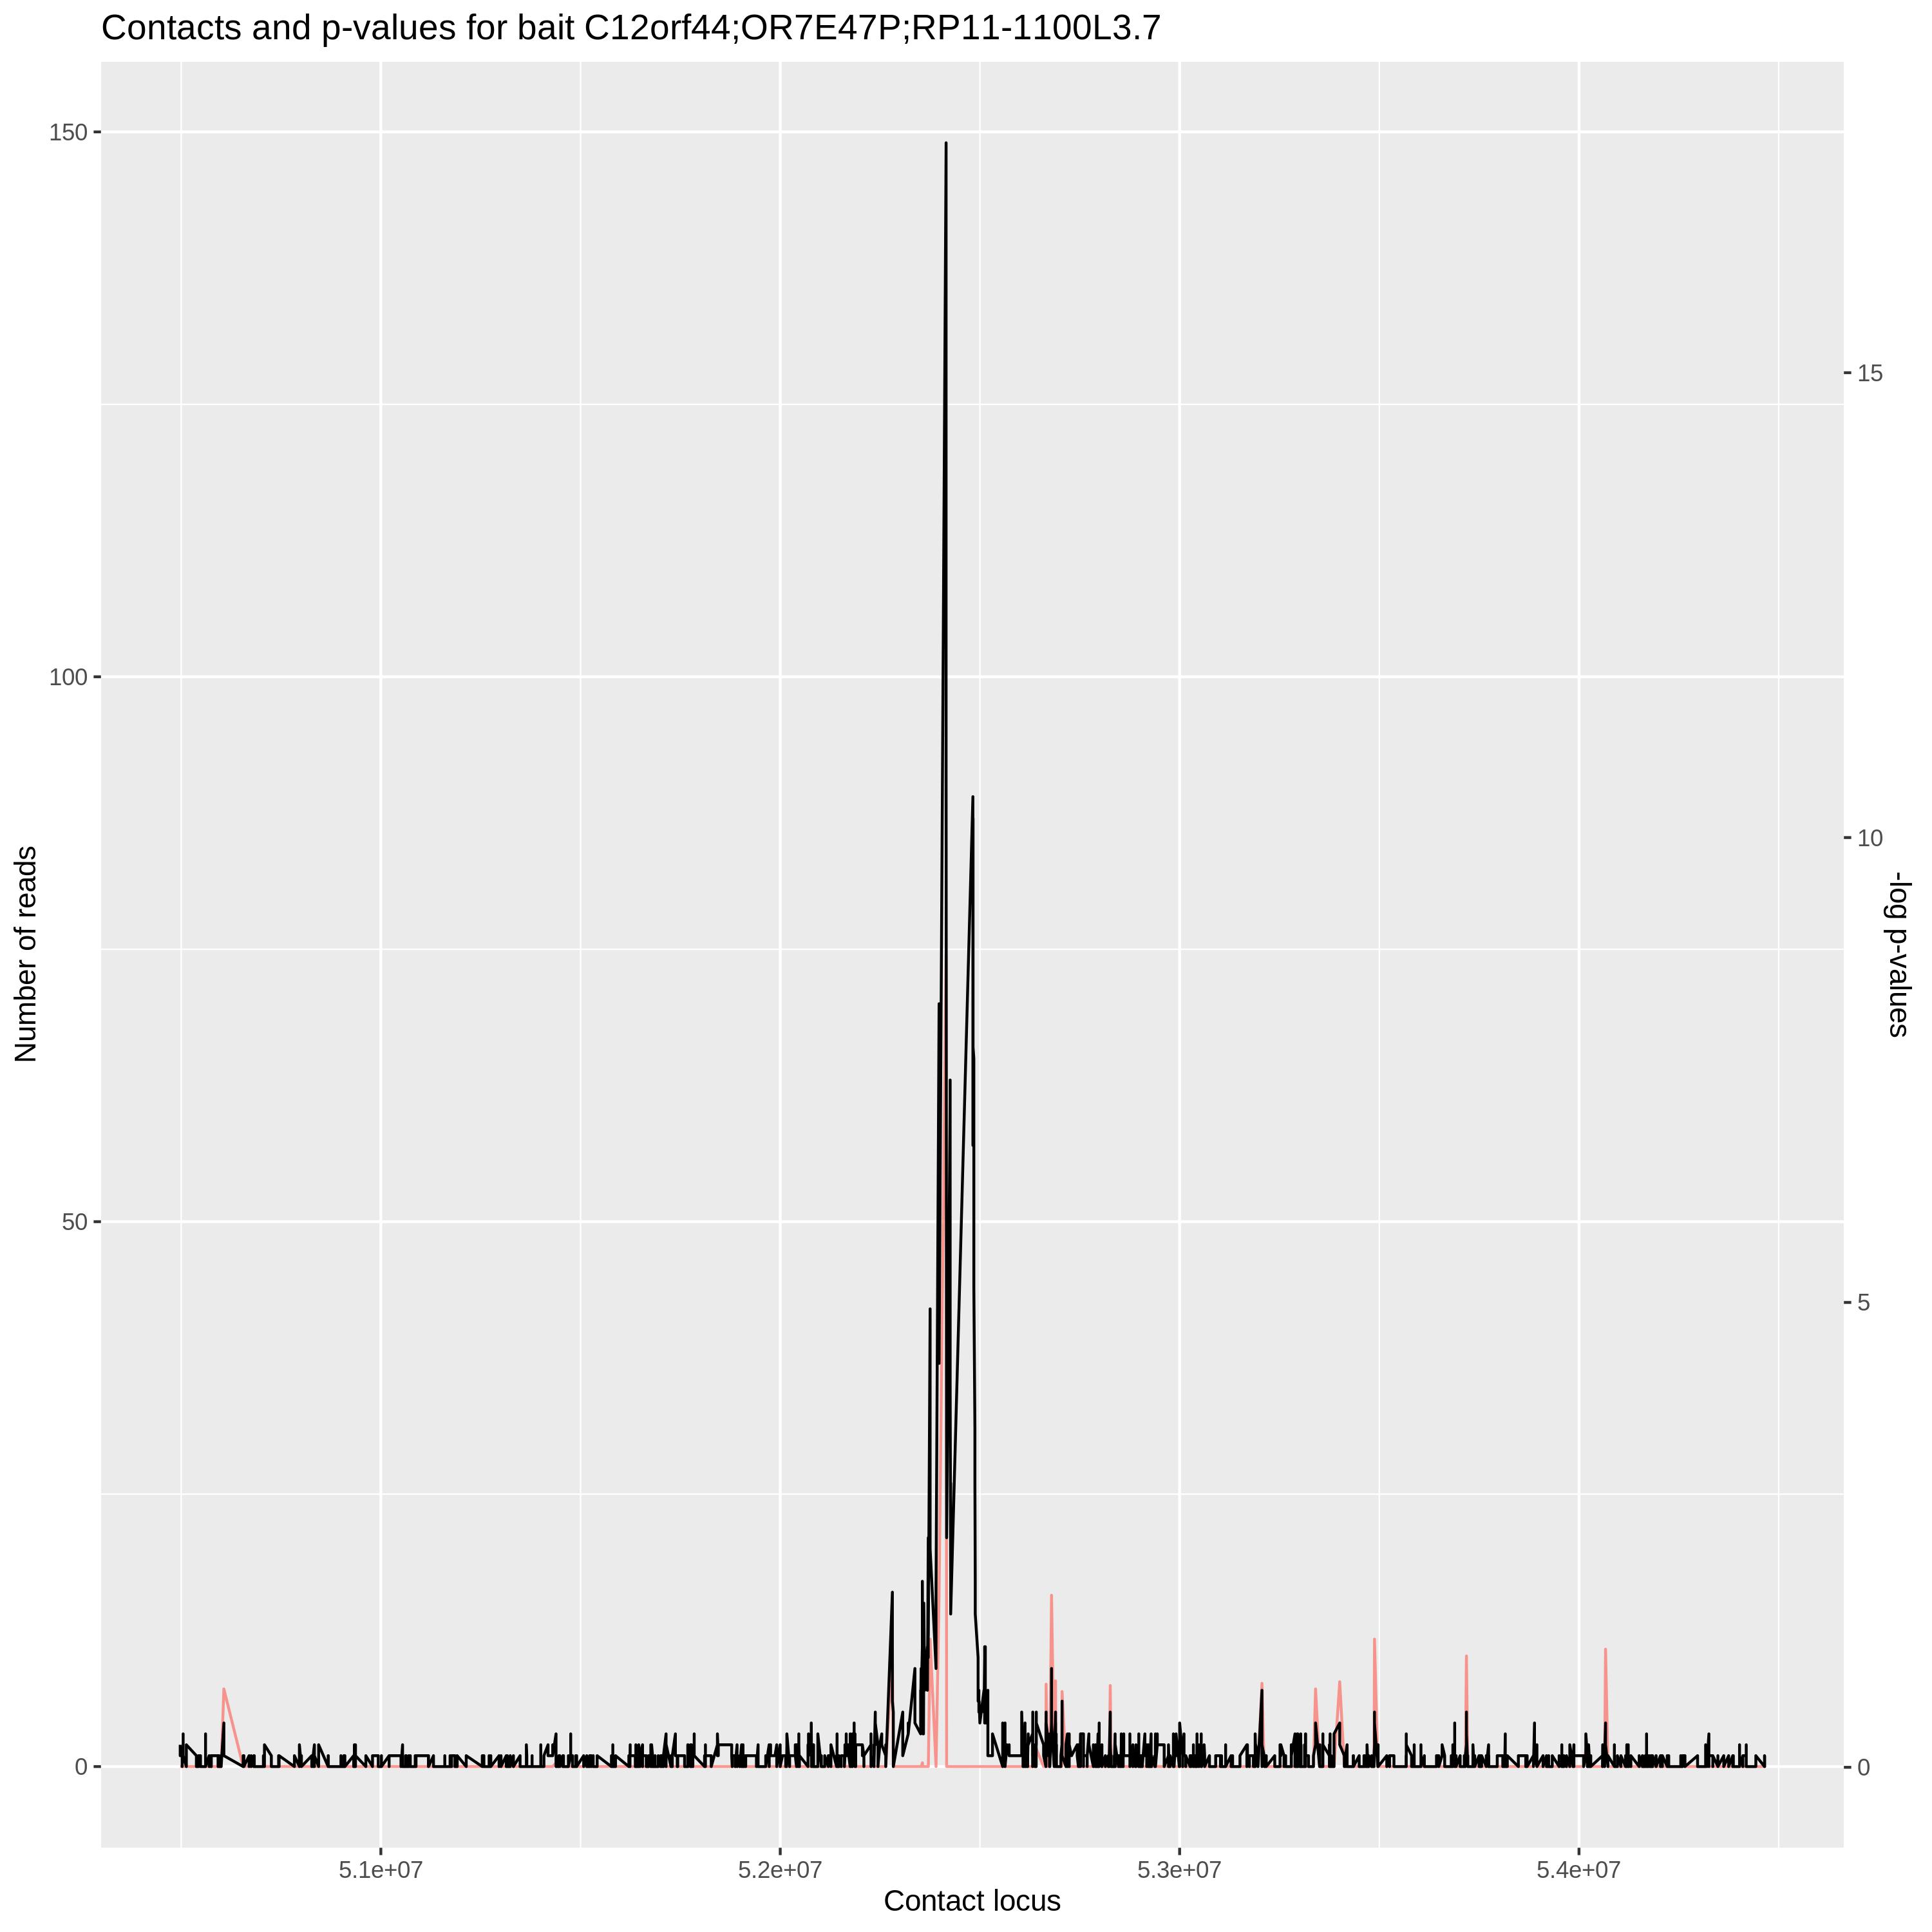 Contacts and p-values for bait C12orf44;OR7E47P;RP11-1100L3.7
150
100
50
0
Number of reads
15
10
5
0
-log p-values
5.1e+07
5.2e+07
5.3e+07
5.4e+07
Contact locus